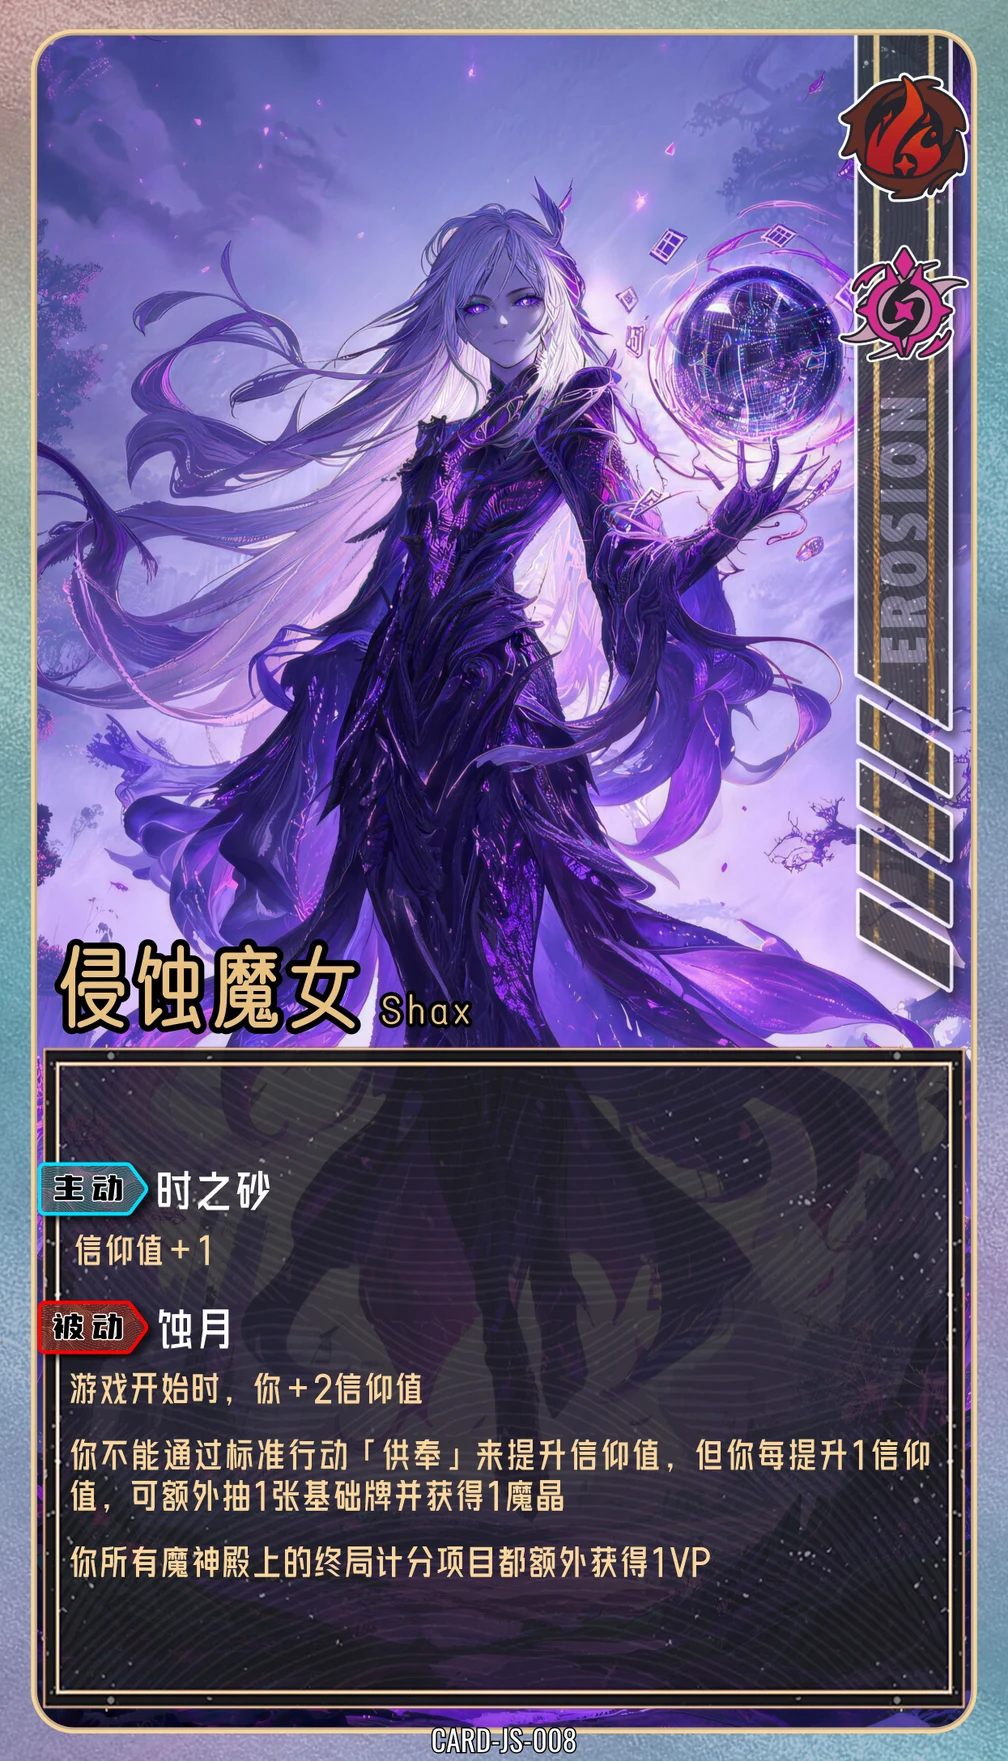 EROSION
侵蚀魔女 Shax
主动 时之砂
信仰值+1
被动 蚀月
游戏开始时，你+2信仰值
你不能通过标准行动「供奉」来提升信仰值，但你每提升1信仰
值，可额外抽1张基础牌并获得1魔晶
你所有魔神殿上的终局计分项目都额外获得1VP
CARD-JS-008